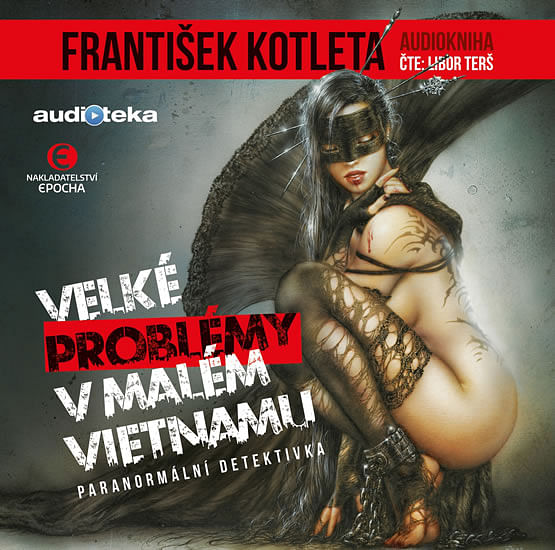 FRANTIŠEK KOTLETA
AUDIOKNIHA
ČTE: LIBOR TERŠ
audioteka
NAKLADATELSTVÍ
EPOCHA
VELKÉ
PROBLÉMY
V MALÉM
VIETNAMU
PARANORMÁLNÍ DETEKTIVKA